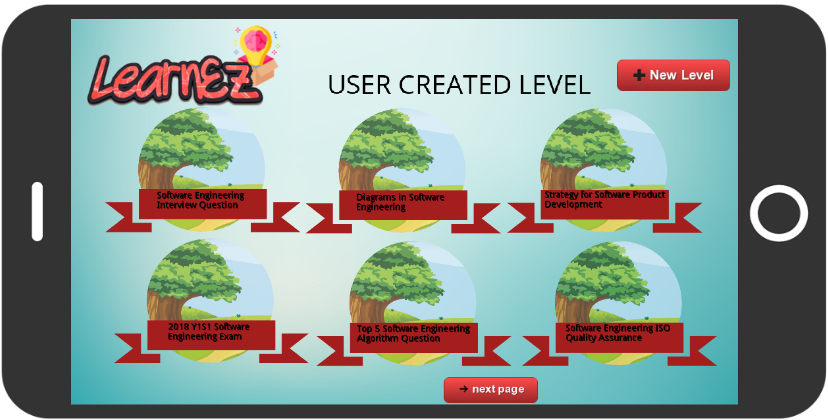 LearnEz
USER CREATED LEVEL
New Level
Software Engineering
Interview Question
Diagrams in Software
Engineering
Strategy for Software Product
Development
2018 Y1S1 Software
Engineering Exam
Top 5 Software Engineering
Algorithm Question
Software Engineering ISO
Quality Assurance
next page